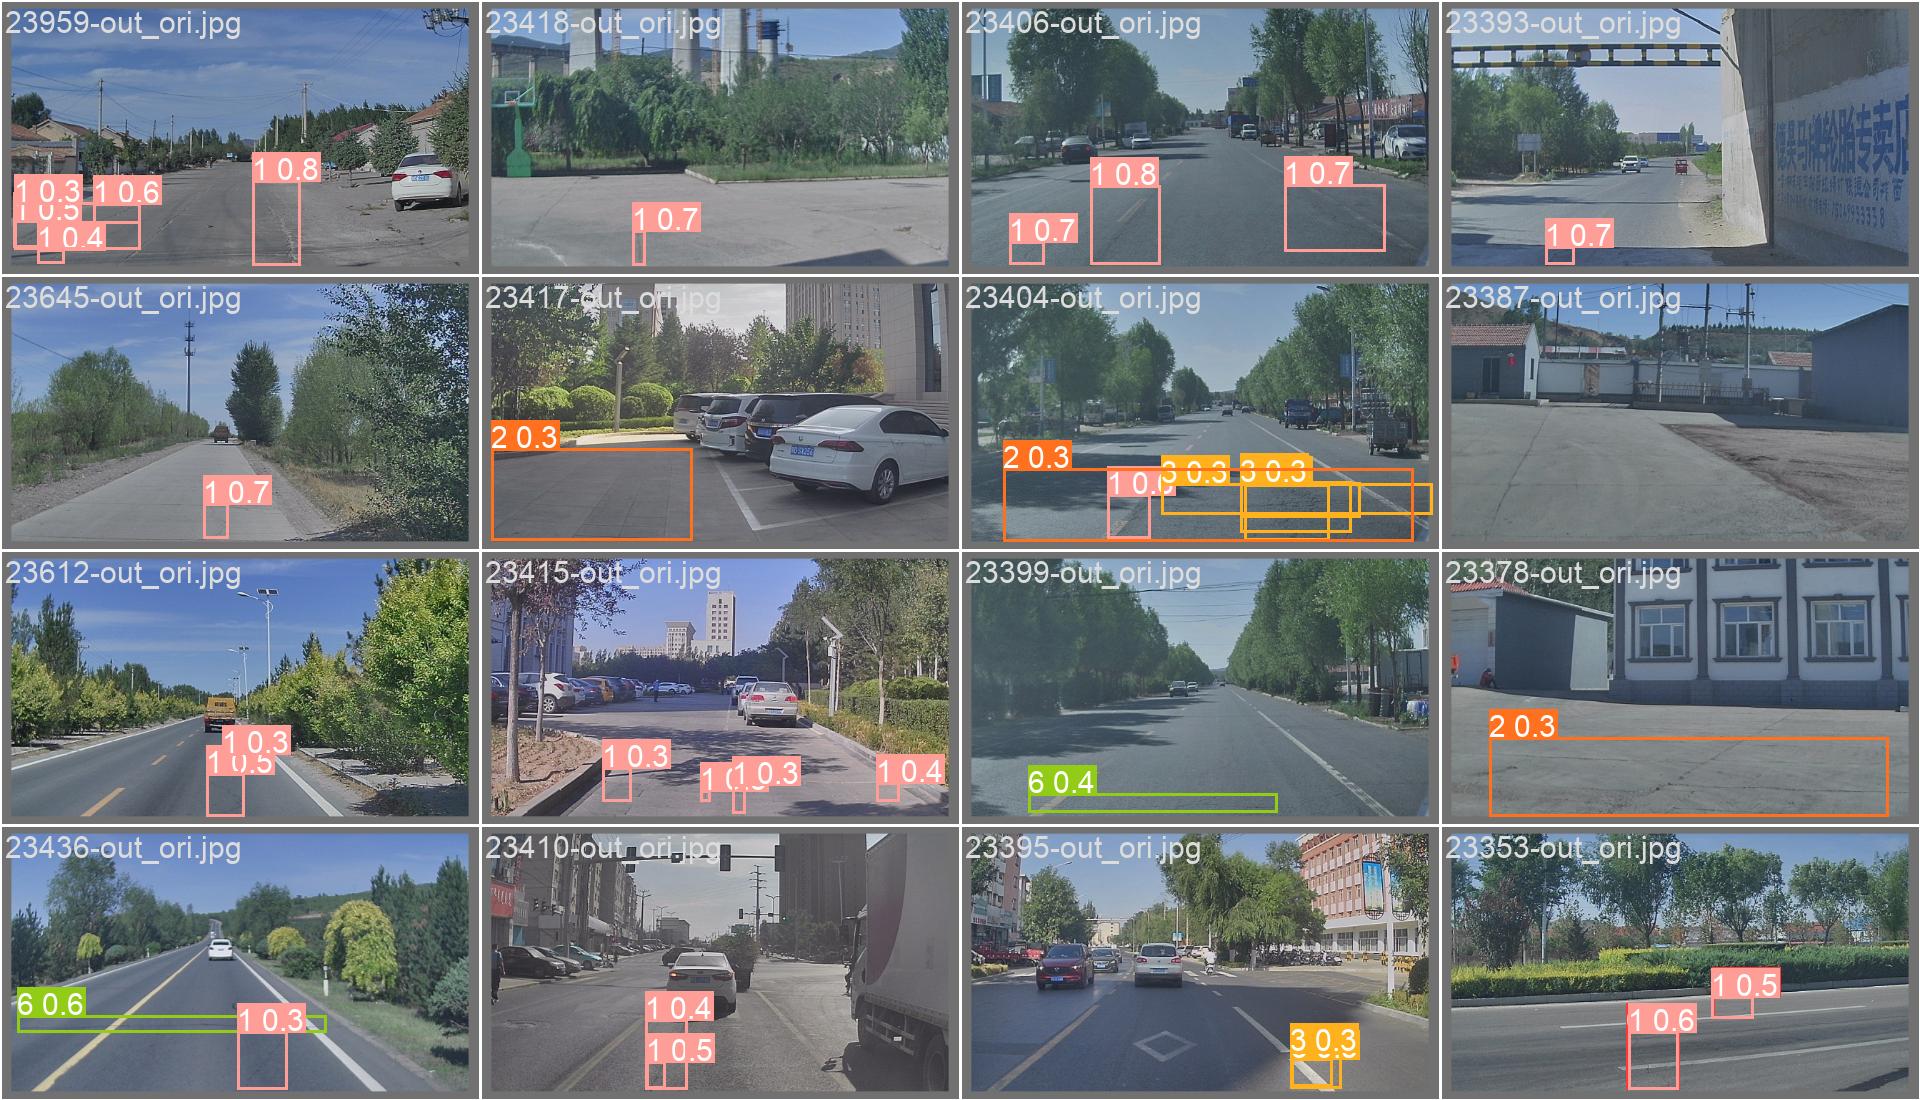 23959-out_ori.jpg
1 0.8
1 0.3
1 0.6
1 0.5
1 0.4
23418-out_ori.jpg
1 0.7
23406-out_ori.jpg
1 0.8
1 0.7
1 0.7
23393-out_ori.jpg
1 0.7
23645-out_ori.jpg
1 0.7
23417-out_ori.jpg
2 0.3
23404-out_ori.jpg
2 0.3
3 0.3
3 0.3
23387-out_ori.jpg
23612-out_ori.jpg
1 0.3
1 0.5
23415-out_ori.jpg
1 0.3
1 0.3
1 0.4
23399-out_ori.jpg
6 0.4
23378-out_ori.jpg
2 0.3
23436-out_ori.jpg
6 0.6
1 0.3
23410-out_ori.jpg
1 0.4
1 0.5
23395-out_ori.jpg
3 0.3
23353-out_ori.jpg
1 0.5
1 0.6